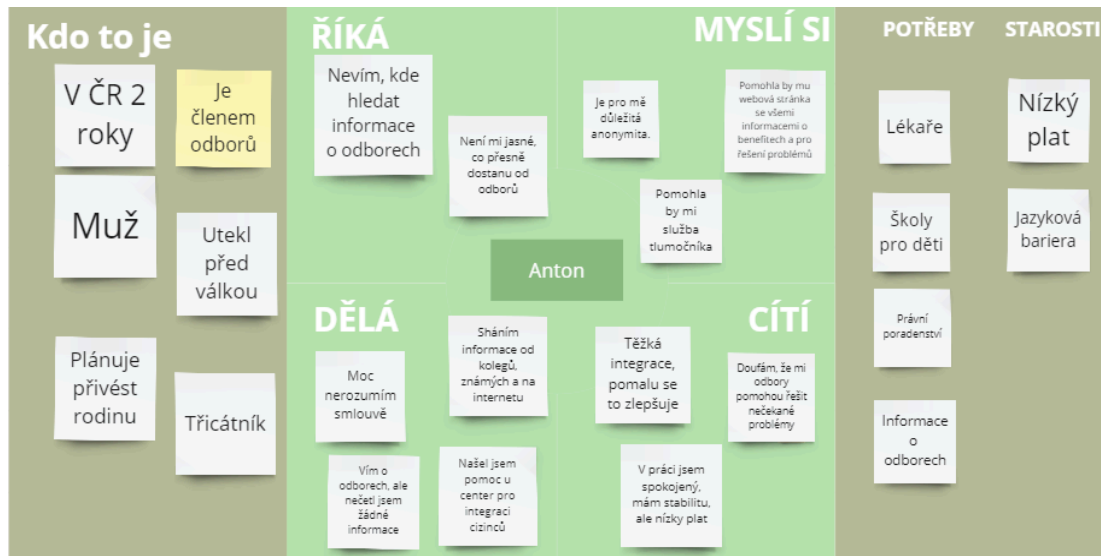 Kdo to je
V ČR 2
roky
Je
členem
odborů
Muž
Utekl
před
válkou
Plánuje
přivést
rodinu
Třicátník
ŘÍKÁ
Nevím, kde
hledat
informace
o odborech
Není mi jasné,
co přesně
dostanu od
odborů
MYSLÍ SI
Je pro mě
důležitá
anonymita.
Pomohla by mu
webová stránka
se všemi
informacemi o
benefitech a pro
řešení problémů
Pomohla
by mi
služba
tlumočníka
Anton
DĚLÁ
Moc
nerozumím
smlouvě
Sháním
informace od
kolegů,
známých a na
internetu
Vím o
odborech, ale
nečetl jsem
žádné
informace
Našel jsem
pomoc u
center pro
integraci
cizinců
CÍTÍ
Těžká
integrace,
pomalu se
to zlepšuje
Doufám, že mi
odbory
pomohou řešit
nečekané
problémy
V práci jsem
spokojený,
mám stabilitu,
ale nízky plat
POTŘEBY
Lékaře
Školy
pro děti
Právní
poradenství
Informace
o
odborech
STAROSTI
Nízký
plat
Jazyková
bariera